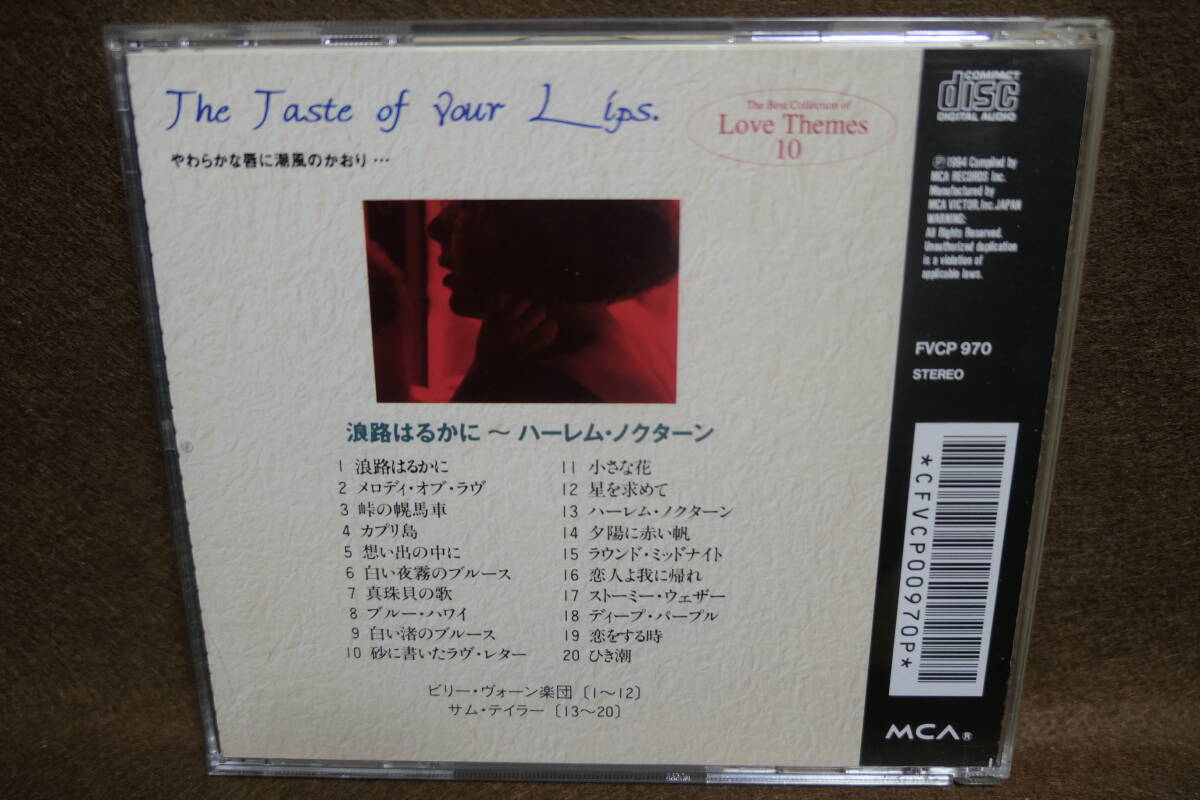 The Taste of your Lips.
やわらかな唇に潮風のかおり…
The Best Collection of
Love Themes
10
浪路はるかに ～ ハーレム・ノクターン
1 浪路はるかに
2 メロディ・オブ・ラヴ
3 峠の幌馬車
4 カプリ島
5 想い出の中に
6 白い夜霧のブルース
7 真珠貝の歌
8 ブルー・ハワイ
9 白い渚のブルース
10 砂に書いたラヴ・レター
11 小さな花
12 星を求めて
13 ハーレム・ノクターン
14 夕陽に赤い帆
15 ラウンド・ミッドナイト
16 恋人よ我に帰れ
17 ストーミー・ウェザー
18 ディープ・パープル
19 恋をする時
20 ひき潮
ビリー・ヴォーン楽団〔1～12〕
サム・テイラー〔13～20〕
COMPACT
disc
DIGITAL AUDIO
Ⓟ1994 Compiled by
MCA RECORDS Inc.
Manufactured by
MCA VICTOR, Inc. JAPAN
WARNING:
All Rights Reserved.
Unauthorized duplication
is a violation of
applicable laws.
FVCP 970
STEREO
*CFVCP00970P*
MCA®